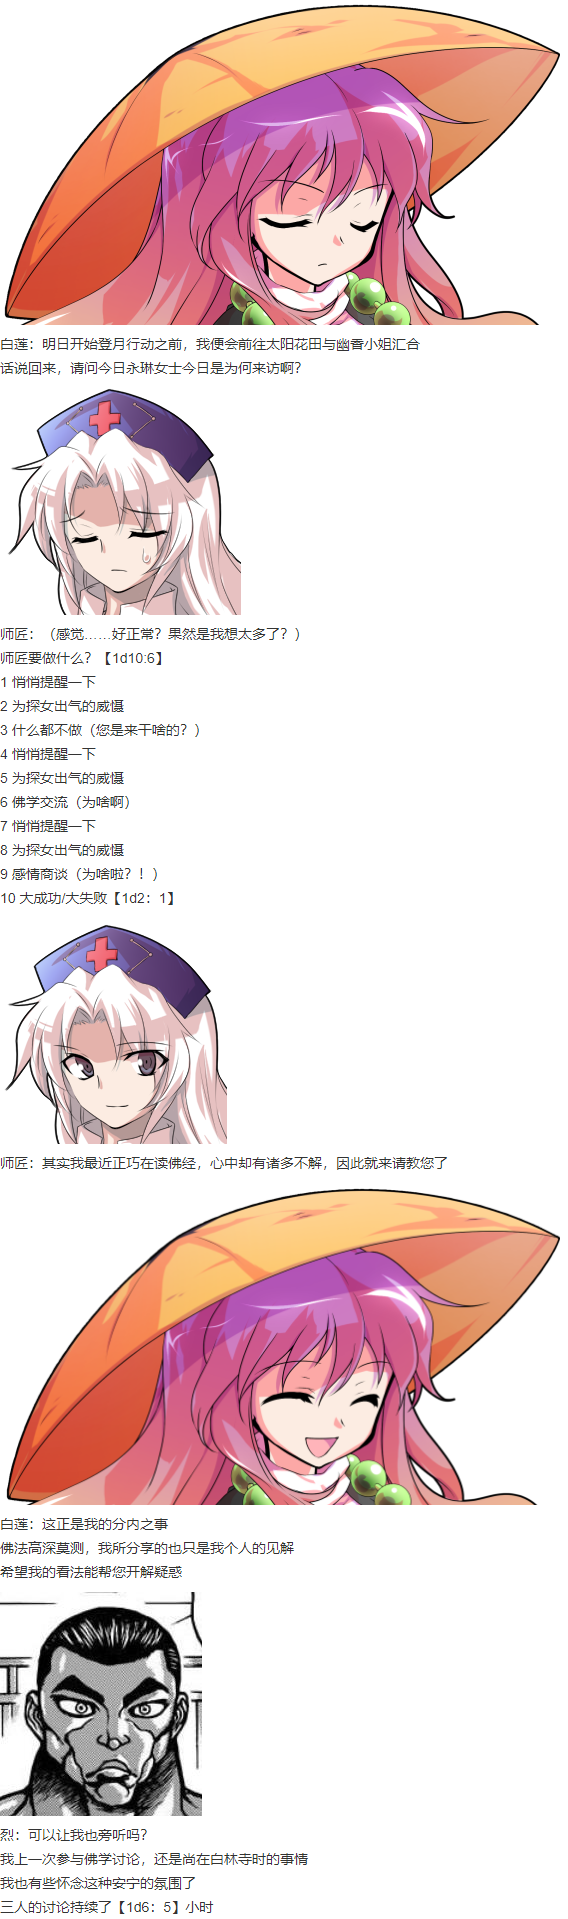 白莲：明日开始登月行动之前，我便会前往太阳花田与幽香小姐汇合
话说回来，请问今日永琳女士今日是为何来访啊？
师匠：（感觉……好正常？果然是我想太多了？）
师匠要做什么？【1d10:6】
1 悄悄提醒一下
2 为探女出气的威慑
3 什么都不做（您是来干啥的？）
4 悄悄提醒一下
5 为探女出气的威慑
6 佛学交流（为啥啊）
7 悄悄提醒一下
8 为探女出气的威慑
9 感情商谈（为啥啦？！）
10 大成功/大失败【1d2：1】
师匠：其实我最近正巧在读佛经，心中却有诸多不解，因此就来请教您了
白莲：这正是我的分内之事
佛法高深莫测，我所分享的也只是我个人的见解
希望我的看法能帮您开解疑惑
烈：可以让我也旁听吗？
我上一次参与佛学讨论，还是尚在白林寺时的事情
我也有些怀念这种安宁的氛围了
三人的讨论持续了【1d6：5】小时